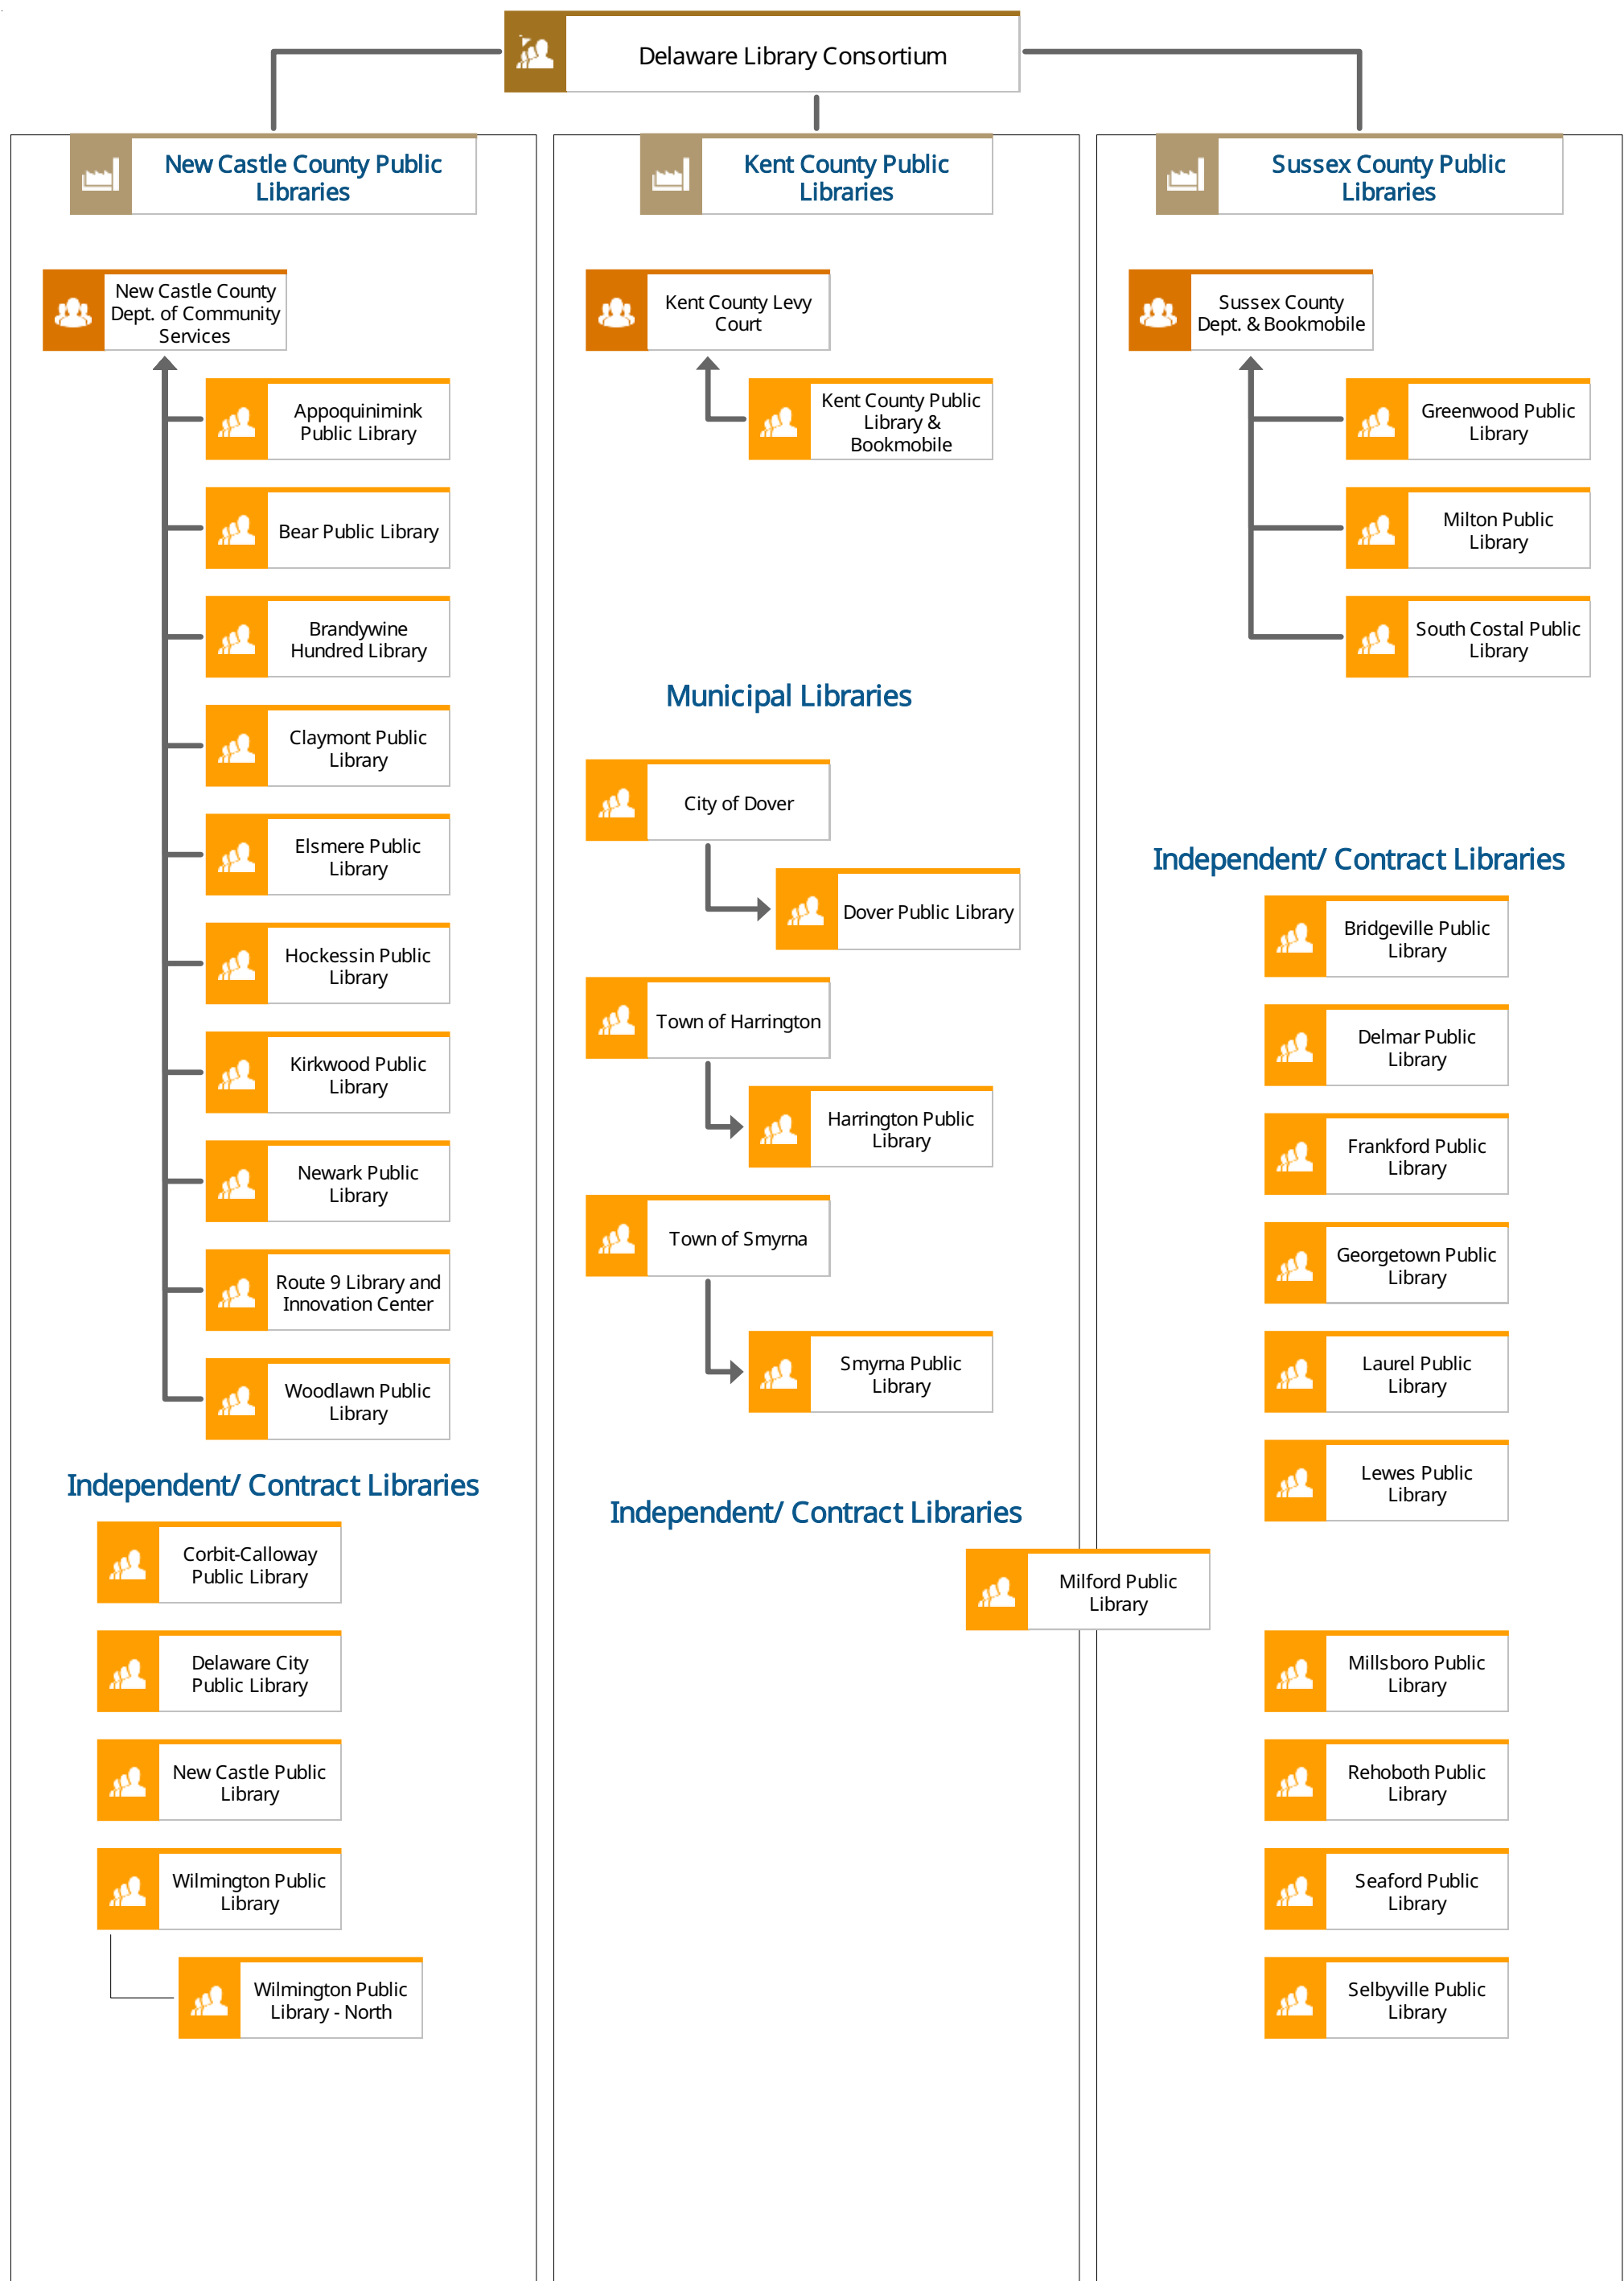 Delaware Library Consortium
New Castle County Public
Libraries
New Castle County
Dept. of Community
Services
Appoquinimink
Public Library
Bear Public Library
Brandywine
Hundred Library
Claymont Public
Library
Elsmere Public
Library
Hockessin Public
Library
Kirkwood Public
Library
Newark Public
Library
Route 9 Library and
Innovation Center
Woodlawn Public
Library
Independent/ Contract Libraries
Corbit-Calloway
Public Library
Delaware City
Public Library
New Castle Public
Library
Wilmington Public
Library
Wilmington Public
Library - North
Kent County Public
Libraries
Kent County Levy
Court
Kent County Public
Library &
Bookmobile
Municipal Libraries
City of Dover
Dover Public Library
Town of Harrington
Harrington Public
Library
Town of Smyrna
Smyrna Public
Library
Independent/ Contract Libraries
Milford Public
Library
Sussex County Public
Libraries
Sussex County
Dept. & Bookmobile
Greenwood Public
Library
Milton Public
Library
South Costal Public
Library
Independent/ Contract Libraries
Bridgeville Public
Library
Delmar Public
Library
Frankford Public
Library
Georgetown Public
Library
Laurel Public
Library
Lewes Public
Library
Millsboro Public
Library
Rehoboth Public
Library
Seaford Public
Library
Selbyville Public
Library